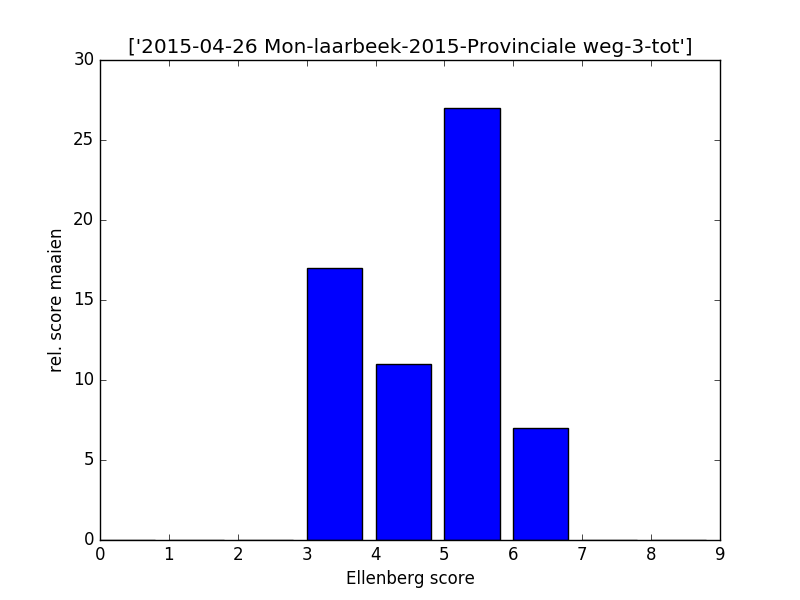 ['2015-04-26 Mon-laarbeek-2015-Provinciale weg-3-tot']
30
25
20
15
10
5
0
rel. score maaien
0 1 2 3 4 5 6 7 8 9
Ellenberg score